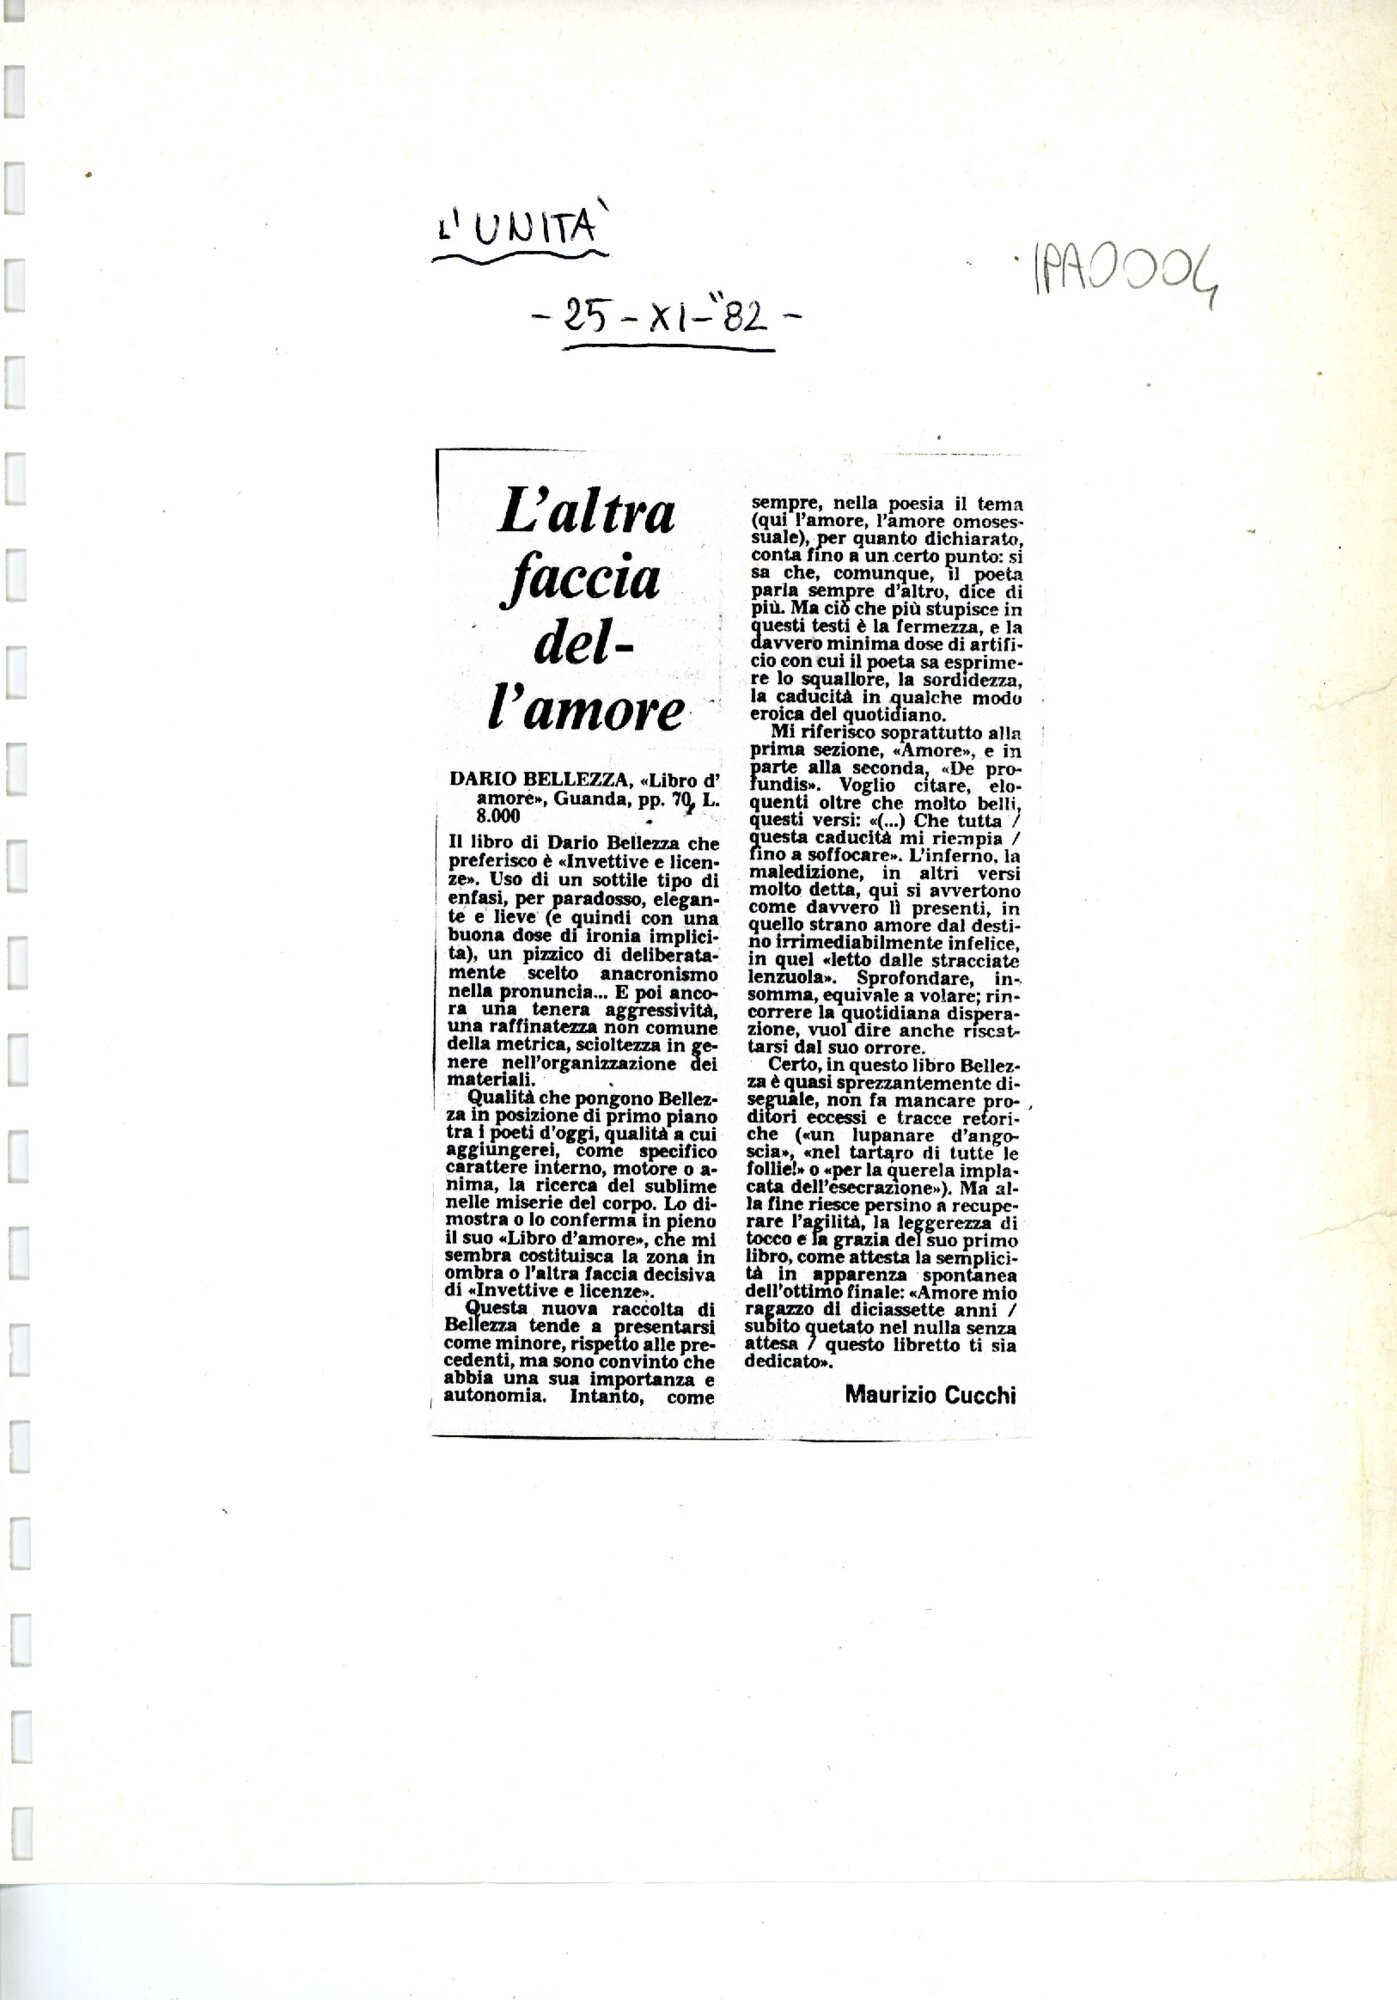 L'UNITA'
- 25 - XI - "82 -
IPA0004
L'altra
faccia
del-
l'amore
DARIO BELLEZZA, «Libro d'
amore», Guanda, pp. 70, L.
8.000
Il libro di Dario Bellezza che
preferisco è «Invettive e licen-
ze». Uso di un sottile tipo di
enfasi, per paradosso, elegan-
te e lieve (e quindi con una
buona dose di ironia implici-
ta), un pizzico di deliberata-
mente scelto anacronismo
nella pronuncia... E poi anco-
ra una tenera aggressività,
una raffinatezza non comune
della metrica, scioltezza in ge-
nere nell'organizzazione dei
materiali.
Qualità che pongono Bellez-
za in posizione di primo piano
tra i poeti d'oggi, qualità a cui
aggiungerei, come specifico
carattere interno, motore o a-
nima, la ricerca del sublime
nelle miserie del corpo. Lo di-
mostra o lo conferma in pieno
il suo «Libro d'amore», che mi
sembra costituisca la zona in
ombra o l'altra faccia decisiva
di «Invettive e licenze».
Questa nuova raccolta di
Bellezza tende a presentarsi
come minore, rispetto alle pre-
cedenti, ma sono convinto che
abbia una sua importanza e
autonomia. Intanto, come
sempre, nella poesia il tema
(qui l'amore, l'amore omoses-
suale), per quanto dichiarato,
conta fino a un certo punto: si
sa che, comunque, il poeta
parla sempre d'altro, dice di
più. Ma ciò che più stupisce in
questi testi è la fermezza, e la
davvero minima dose di artifi-
cio con cui il poeta sa esprime-
re lo squallore, la sordidezza,
la caducità in qualche modo
eroica del quotidiano.
Mi riferisco soprattutto alla
prima sezione, «Amore», e in
parte alla seconda, «De pro-
fundis». Voglio citare, elo-
quenti oltre che molto belli,
questi versi: «(...) Che tutta /
questa caducità mi riempia /
fino a soffocare». L'inferno, la
maledizione, in altri versi
molto detta, qui si avvertono
come davvero lì presenti, in
quello strano amore dal desti-
no irrimediabilmente infelice,
in quel «letto dalle stracciate
lenzuola». Sprofondare, in-
somma, equivale a volare; rin-
correre la quotidiana dispera-
zione, vuol dire anche riscat-
tarsi dal suo orrore.
Certo, in questo libro Bellez-
za è quasi sprezzantemente di-
seguale, non fa mancare pro-
ditori eccessi e tracce retori-
che («un lupanare d'ango-
scia», «nel tartaro di tutte le
follie!» o «per la querela impla-
cata dell'esecrazione»). Ma al-
la fine riesce persino a recupe-
rare l'agilità, la leggerezza di
tocco e la grazia del suo primo
libro, come attesta la semplici-
tà in apparenza spontanea
dell'ottimo finale: «Amore mio
ragazzo di diciassette anni /
subito quetato nel nulla senza
attesa / questo libretto ti sia
dedicato».
Maurizio Cucchi